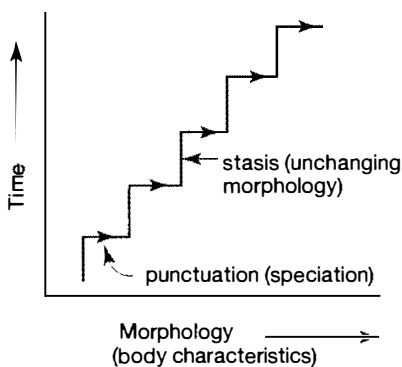 Time
stasis (unchanging
morphology)
punctuation (speciation)
Morphology
(body characteristics)